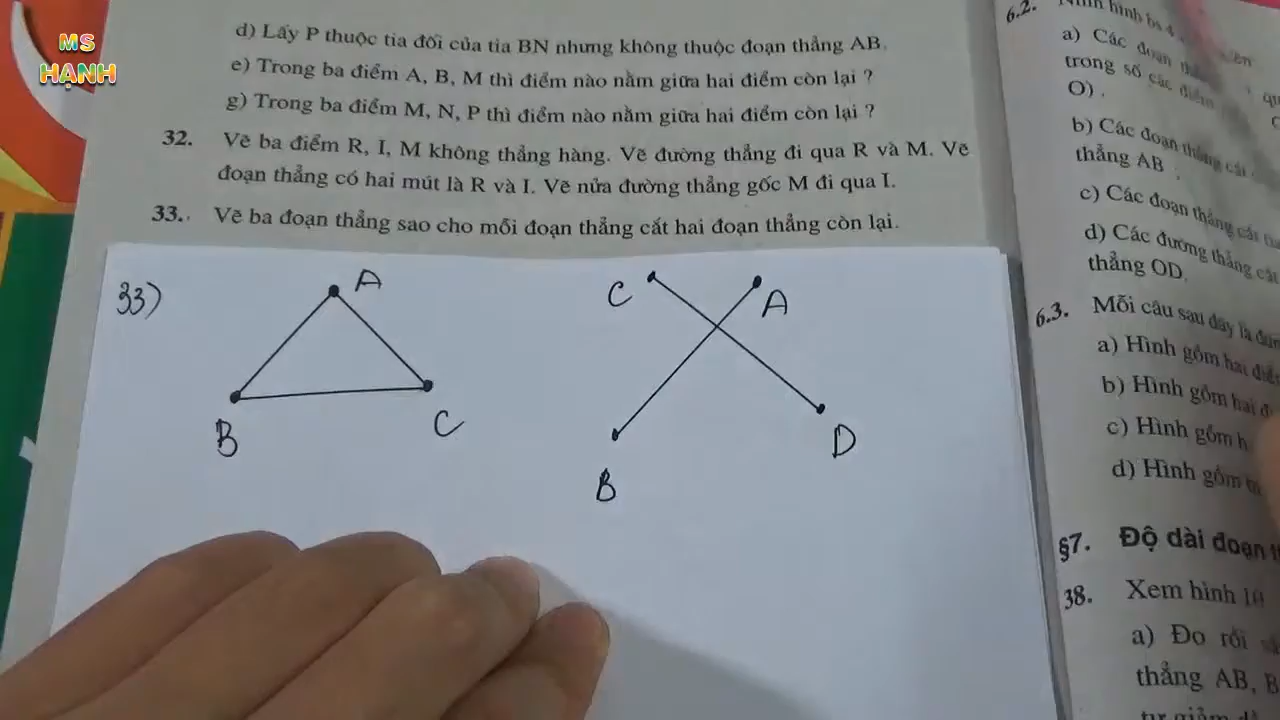 MS
HẠNH
d) Lấy P thuộc tia đối của tia BN nhưng không thuộc đoạn thẳng AB.
e) Trong ba điểm A, B, M thì điểm nào nằm giữa hai điểm còn lại ?
g) Trong ba điểm M, N, P thì điểm nào nằm giữa hai điểm còn lại ?
32. Vẽ ba điểm R, I, M không thẳng hàng. Vẽ đường thẳng đi qua R và M. Vẽ
đoạn thẳng có hai mút là R và I. Vẽ nửa đường thẳng gốc M đi qua I.
33. Vẽ ba đoạn thẳng sao cho mỗi đoạn thẳng cắt hai đoạn thẳng còn lại.
33)
A
B
C
C
A
B
D
6.2. hình bs 4
a) Các đoạn
trong số các điểm
O) .
b) Các đoạn thẳng cắt
thẳng AB .
c) Các đoạn thẳng cắt
d) Các đường thẳng cắt
thẳng OD.
6.3. Mỗi câu sau đây là
a) Hình gồm hai
b) Hình gồm hai
c) Hình gồm
d) Hình gồm
§7. Độ dài đoạn
38. Xem hình
a) Đo rồi
thẳng AB,